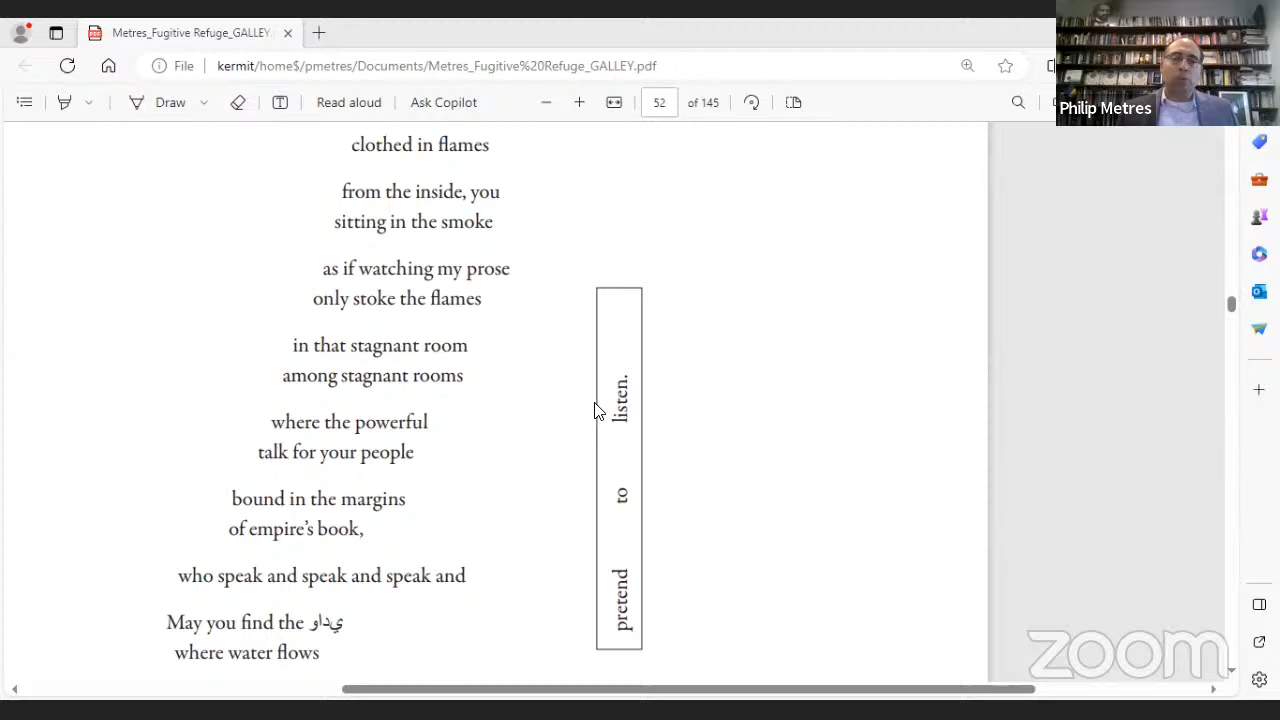 Metres_Fugitive Refuge_GALLEY
File
kermit/home$/pmetres/Documents/Metres_Fugitive%20Refuge_GALLEY.pdf
Draw
Read aloud
Ask Copilot
52 of 145
Philip Metres
clothed in flames
from the inside, you
sitting in the smoke
as if watching my prose
only stoke the flames
in that stagnant room
among stagnant rooms
where the powerful
talk for your people
bound in the margins
of empire's book,
who speak and speak and speak and
May you find the يداو
where water flows
pretend to listen.
zoom